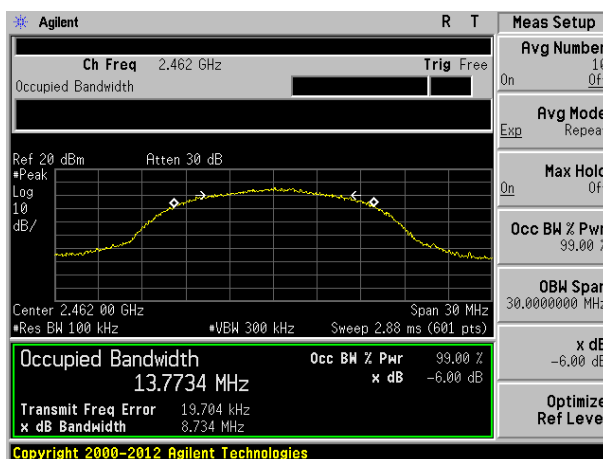 Agilent R T Meas Setup
Avg Number
10
On Off
Ch Freq 2.462 GHz Trig Free
Occupied Bandwidth
Avg Mode
Exp Repeat
Ref 20 dBm Atten 30 dB
#Peak
Log
10
dB/
Max Hold
On Off
Occ BW % Pwr
99.00 %
OBW Span
30.0000000 MHz
Center 2.462 00 GHz Span 30 MHz
#Res BW 100 kHz #VBW 300 kHz Sweep 2.88 ms (601 pts)
x dB
-6.00 dB
Occupied Bandwidth Occ BW % Pwr 99.00 %
13.7734 MHz x dB -6.00 dB
Transmit Freq Error 19.704 kHz
x dB Bandwidth 8.734 MHz
Optimize
Ref Level
Copyright 2000-2012 Agilent Technologies